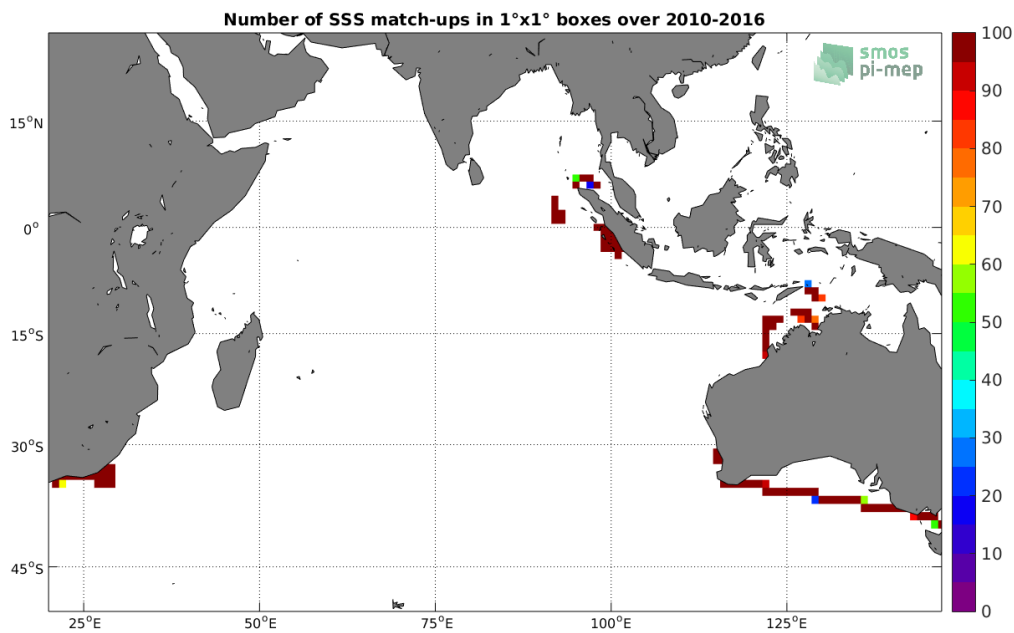 Number of SSS match-ups in 1°x1° boxes over 2010-2016
smos
pi-mep
15°N
0°
15°S
30°S
45°S
25°E
50°E
75°E
100°E
125°E
100
90
80
70
60
50
40
30
20
10
0